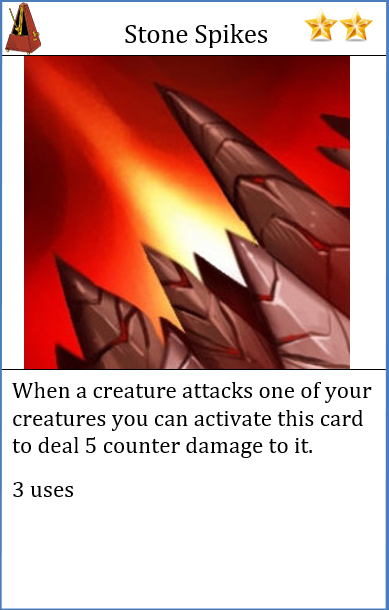 Stone Spikes
When a creature attacks one of your
creatures you can activate this card
to deal 5 counter damage to it.
3 uses